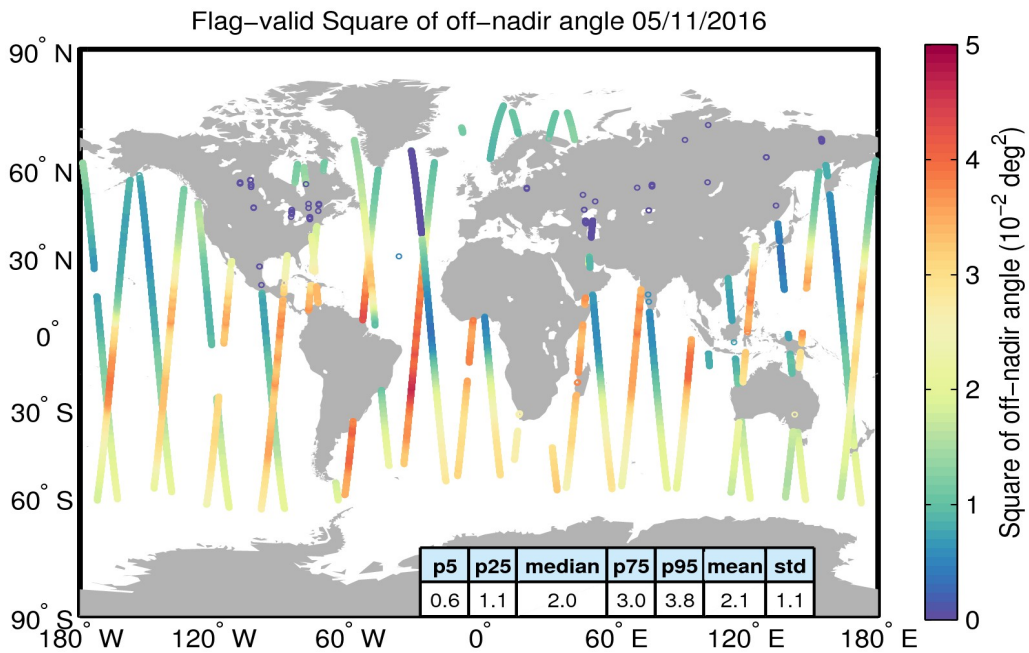 Flag−valid Square of off−nadir angle 05/11/2016
90° N
60° N
30° N
0°
30° S
60° S
90° S
180° W
120° W
60° W
0°
60° E
120° E
180° E
p5 p25 median p75 p95 mean std
0.6 1.1 2.0 3.0 3.8 2.1 1.1
5
4
3
2
1
0
Square of off−nadir angle (10⁻² deg²)